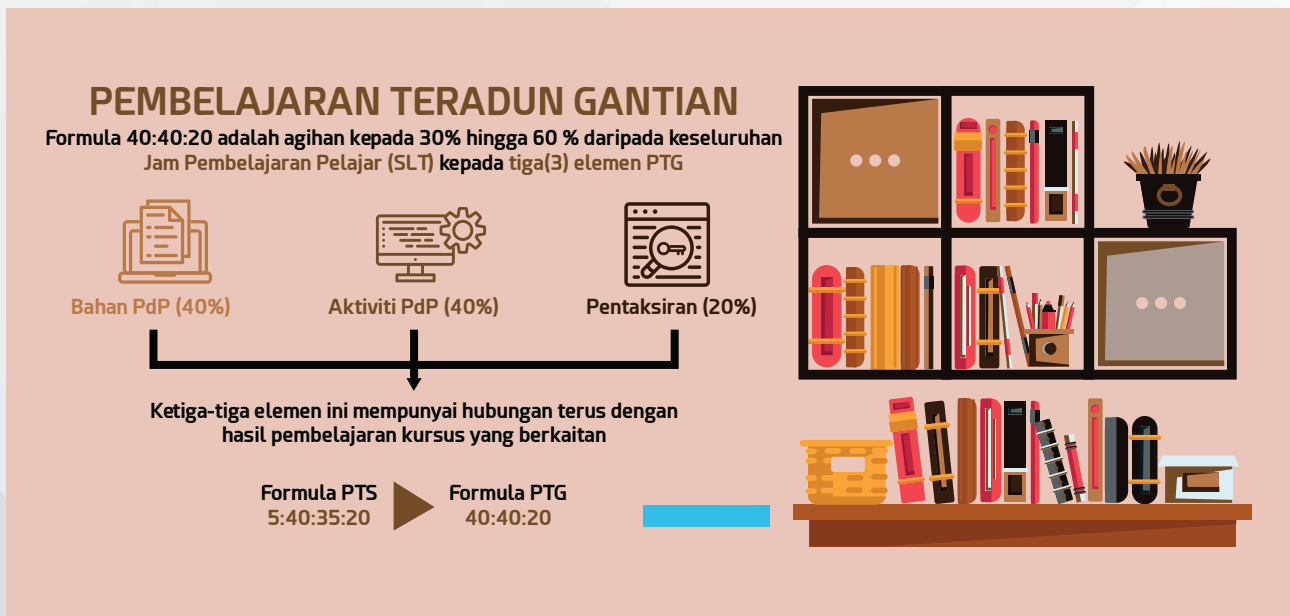 PEMBELAJARAN TERADUN GANTIAN
Formula 40:40:20 adalah agihan kepada 30% hingga 60 % daripada keseluruhan
Jam Pembelajaran Pelajar (SLT) kepada tiga(3) elemen PTG
Bahan PdP (40%)
Aktiviti PdP (40%)
Pentaksiran (20%)
Ketiga-tiga elemen ini mempunyai hubungan terus dengan
hasil pembelajaran kursus yang berkaitan
Formula PTS
5:40:35:20
Formula PTG
40:40:20